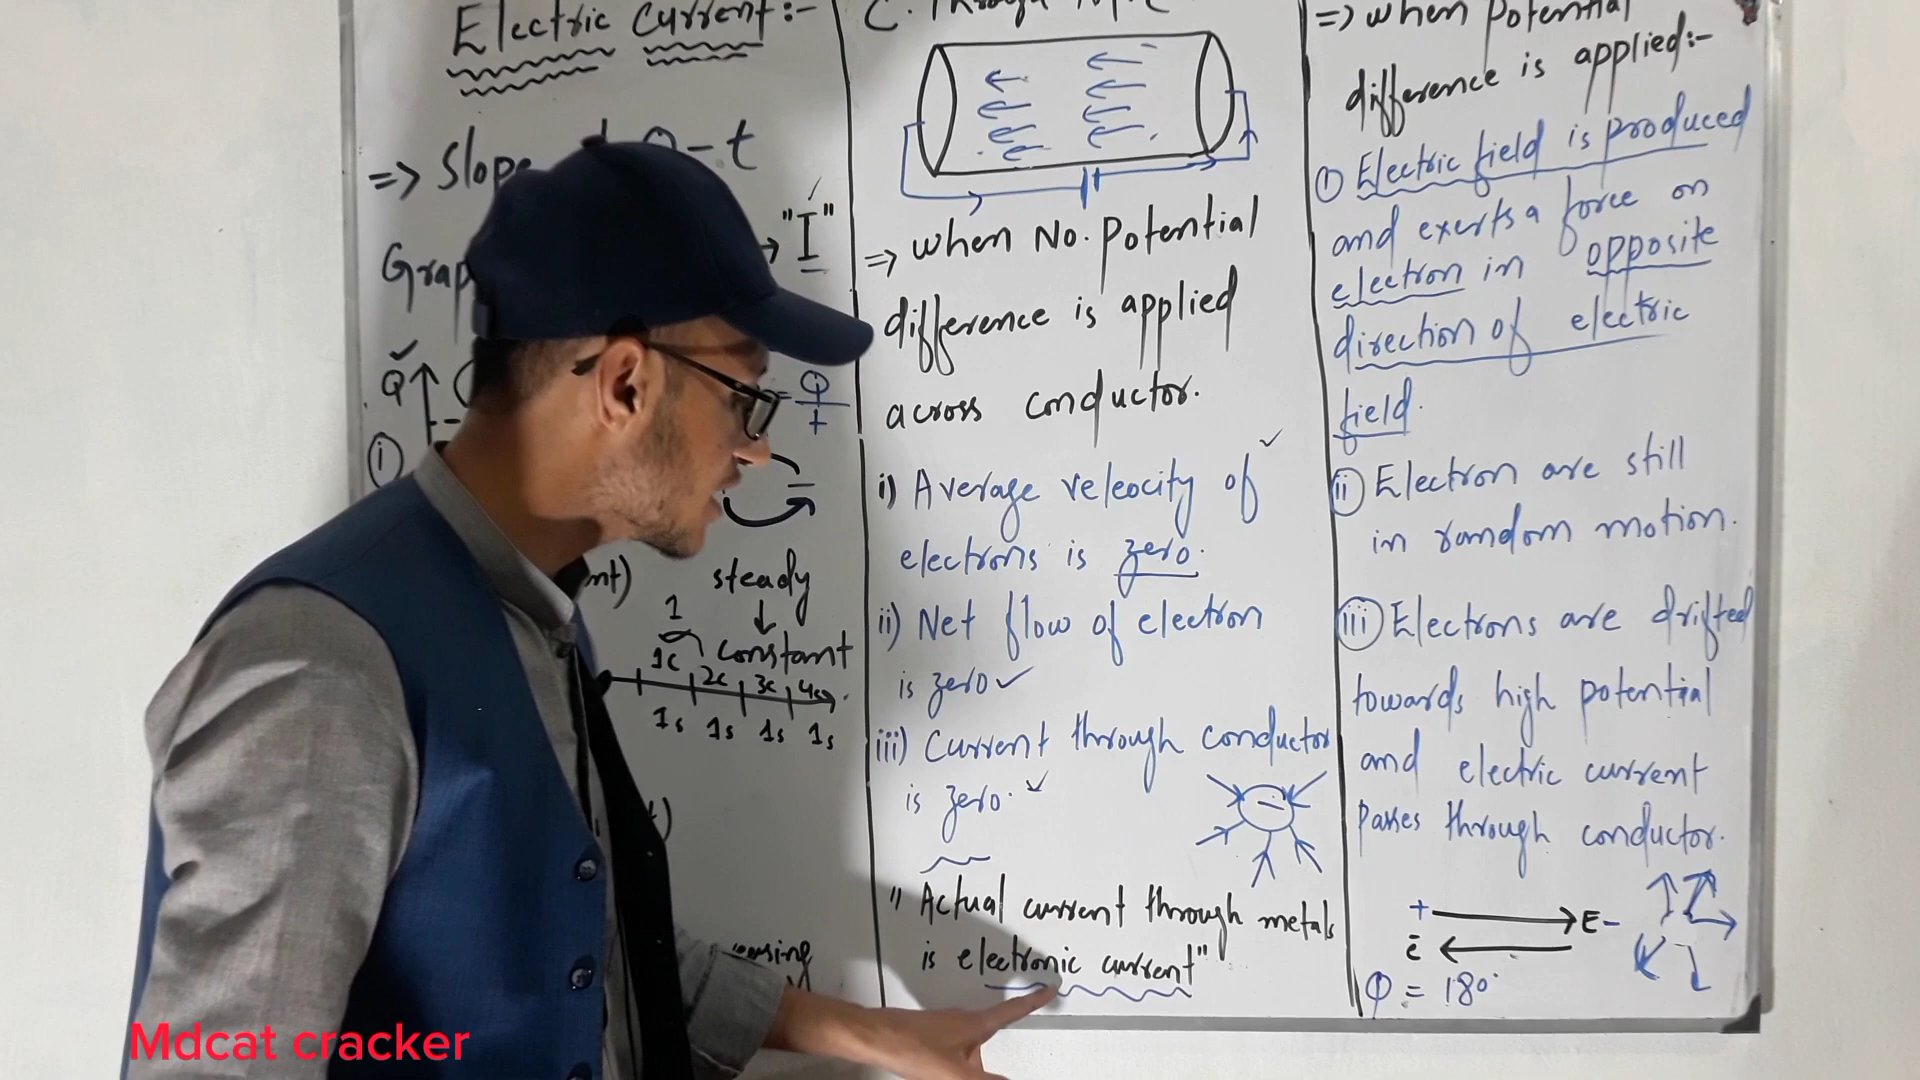 Electric Current:-
=> Slope
- t
Grap
"I"
Q
= Q
t
i
nt)
steady
↓
constant
1
1c 2c 3c 4c
1s 1s 1s 1s
C. Through
=> when No. Potential
difference is applied
across conductor.
i) Average veleocity of
electrons is zero.
ii) Net flow of electron
is zero ✓
iii) Current through conductor
is zero. ✓
" Actual current through metals
is electronic current"
=> when Potential
difference is applied:-
i Electric field is produced
and exerts a force on
electron in opposite
direction of electric
field.
ii Electron are still
in random motion.
iii Electrons are drifted
towards high potential
and electric current
Passes through conductor.
+ → E -
ē ←
φ = 180°
Mdcat cracker